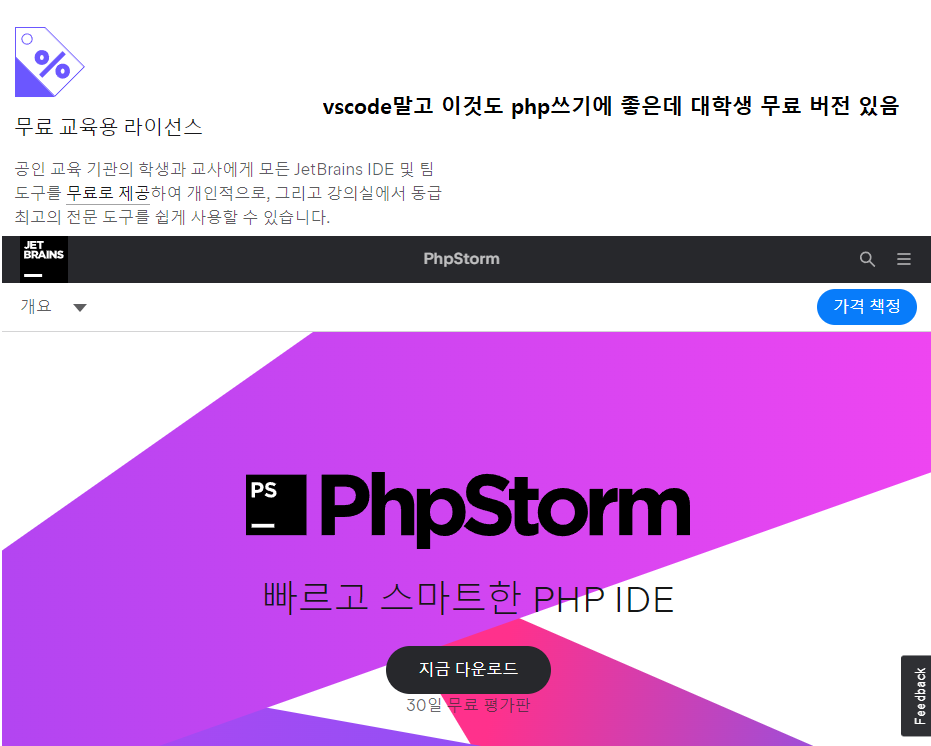 %
vscode말고 이것도 php쓰기에 좋은데 대학생 무료 버전 있음
무료 교육용 라이선스
공인 교육 기관의 학생과 교사에게 모든 JetBrains IDE 및 팀
도구를 무료로 제공하여 개인적으로, 그리고 강의실에서 동급
최고의 전문 도구를 쉽게 사용할 수 있습니다.
JET
BRAINS
PhpStorm
개요
가격 책정
PS
PhpStorm
빠르고 스마트한 PHP IDE
지금 다운로드
30일 무료 평가판
Feedback